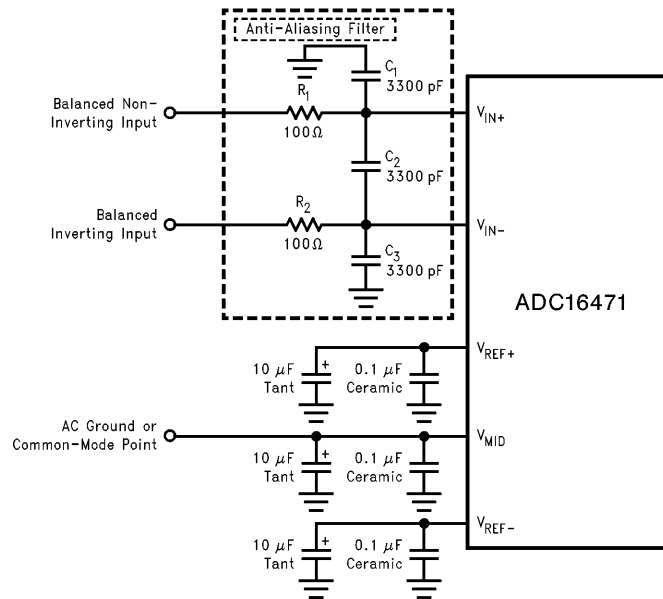 Anti-Aliasing Filter
C1
3300 pF
Balanced Non-
Inverting Input
R1
100Ω
VIN+
C2
3300 pF
Balanced
Inverting Input
R2
100Ω
VIN−
C3
3300 pF
ADC16471
VREF+
10 μF
Tant
+
0.1 μF
Ceramic
AC Ground or
Common-Mode Point
VMID
10 μF
Tant
+
0.1 μF
Ceramic
VREF−
10 μF
Tant
+
0.1 μF
Ceramic